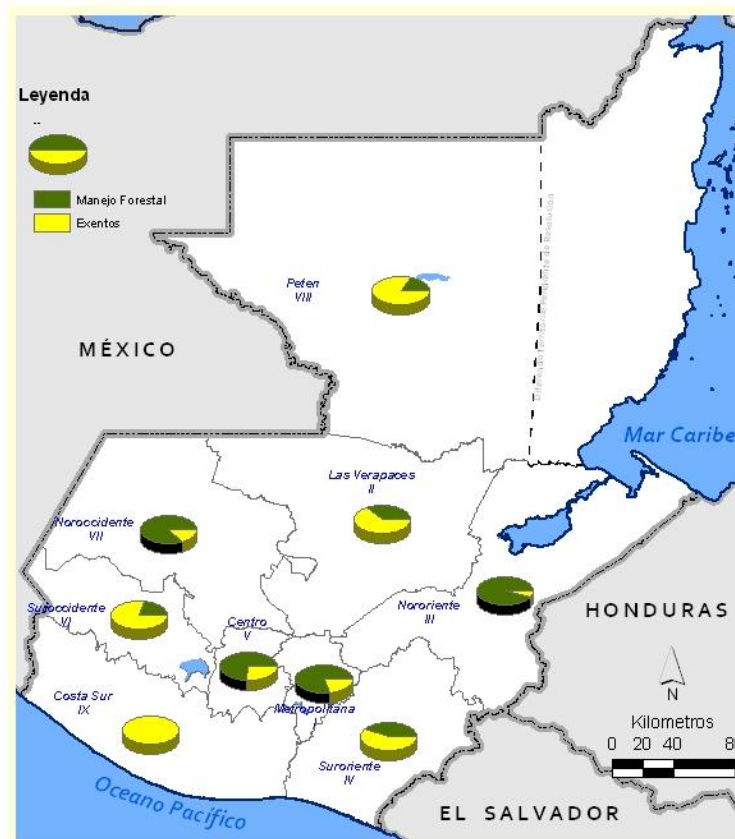 Leyenda
--
Manejo Forestal
Exentos
Peten
VIII
MÉXICO
Mar Caribe
Las Verapaces
II
Noroccidente
VII
Nororiente
III
Suroccidente
VI
Centro
V
HONDURAS
N
Costa Sur
IX
Metropolitana
I
Kilometros
0 20 40
Suroriente
IV
Oceano Pacífico
EL SALVADOR